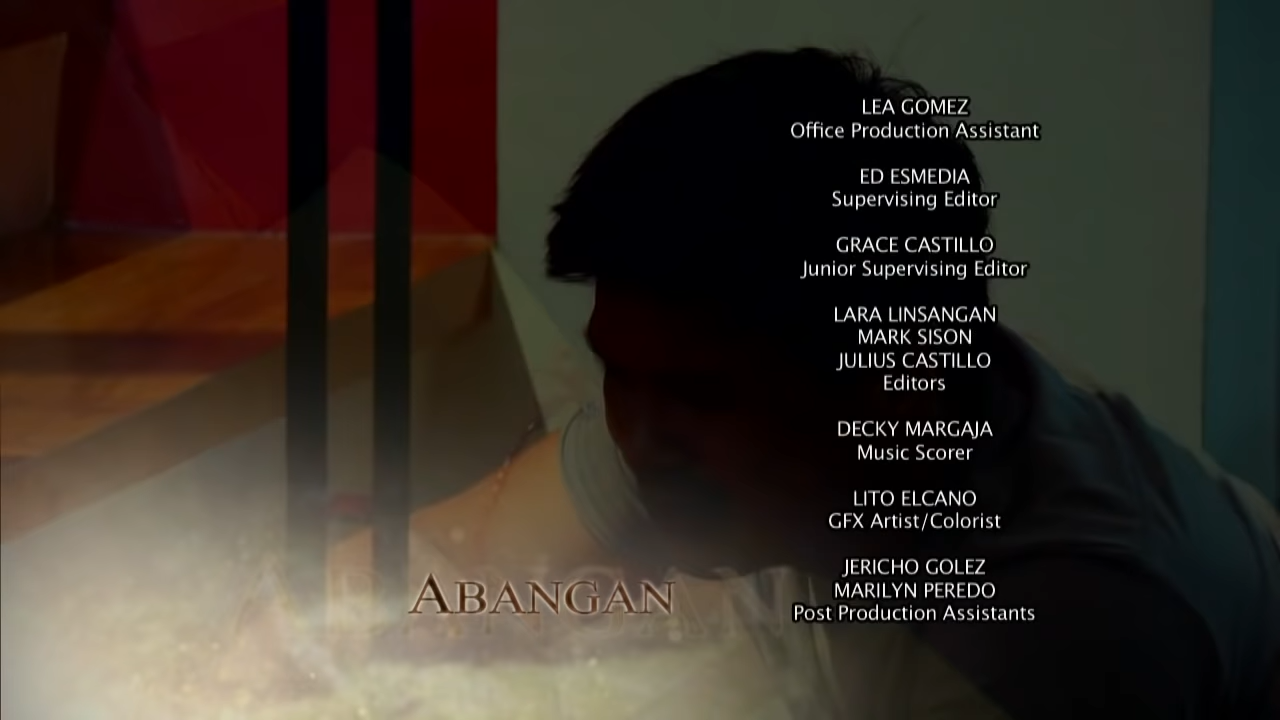 LEA GOMEZ
Office Production Assistant
ED ESMEDIA
Supervising Editor
GRACE CASTILLO
Junior Supervising Editor
LARA LINSANGAN
MARK SISON
JULIUS CASTILLO
Editors
DECKY MARGAJA
Music Scorer
LITO ELCANO
GFX Artist/Colorist
JERICHO GOLEZ
MARILYN PEREDO
Post Production Assistants
ABANGAN